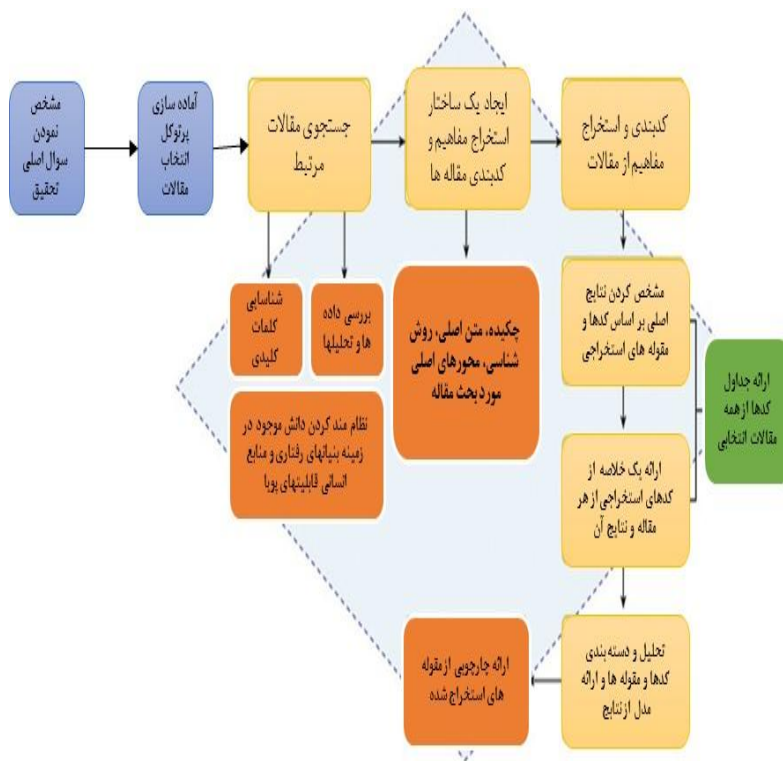 مشخص
نمودن
سوال اصلی
تحقیق
آماده سازی
پرتوکل
انتخاب
مقالات
جستجوی مقالات
مرتبط
ایجاد یک ساختار
استخراج مفاهیم و
کدبندی مقاله ها
کدبندی و استخراج
مفاهیم از مقالات
شناسایی
کلمات
کلیدی
بررسی داده
ها و تحلیلها
چکیده، متن اصلی، روش
شناسی، محورهای اصلی
مورد بحث مقاله
مشخص کردن نتایج
اصلی بر اساس کدها و
مقوله های استخراجی
ارائه جداول
کدها از همه
مقالات انتخابی
نظام مند کردن دانش موجود در
زمینه بنیانهای رفتاری و منابع
انسانی قابلیتهای پویا
ارائه یک خلاصه از
کدهای استخراجی از هر
مقاله و نتایج آن
تحلیل و دسته بندی
کدها و مقوله ها و ارائه
مدل از نتایج
ارائه چارچوبی از مقوله
های استخراج شده